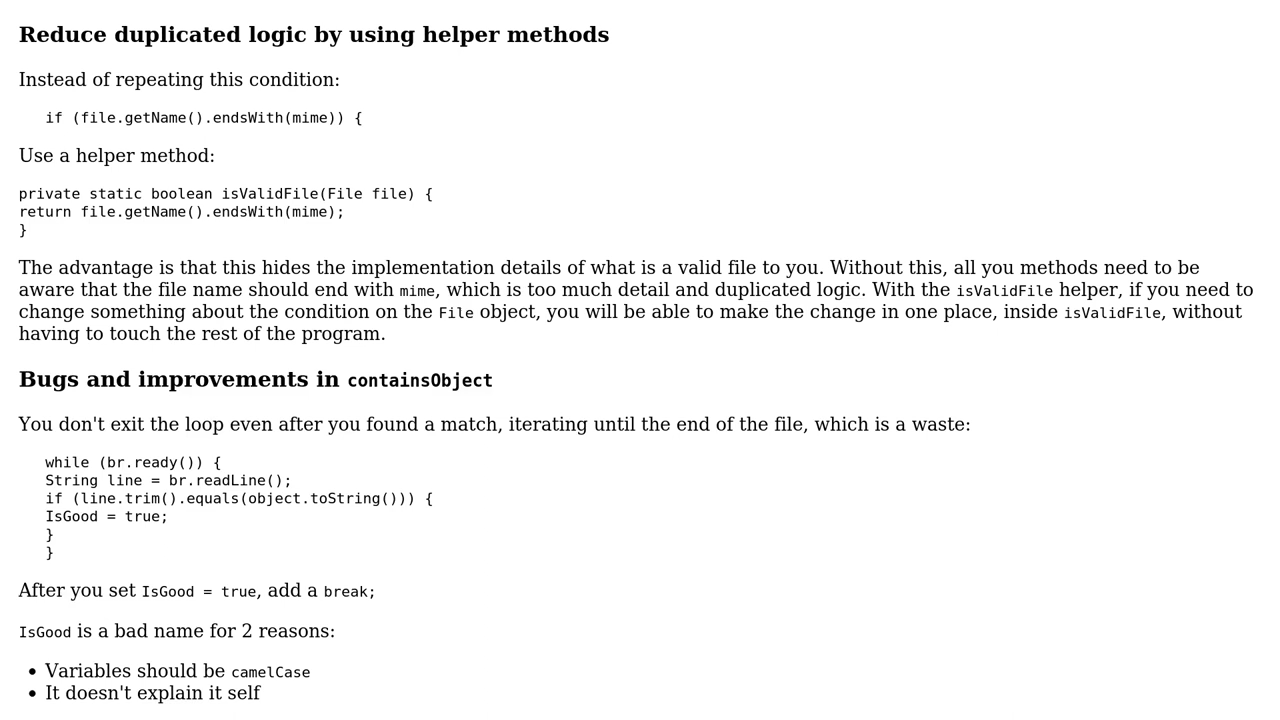 Reduce duplicated logic by using helper methods
Instead of repeating this condition:
if (file.getName().endsWith(mime)) {
Use a helper method:
private static boolean isValidFile(File file) {
return file.getName().endsWith(mime);
}
The advantage is that this hides the implementation details of what is a valid file to you. Without this, all you methods need to be
aware that the file name should end with mime, which is too much detail and duplicated logic. With the isValidFile helper, if you need to
change something about the condition on the File object, you will be able to make the change in one place, inside isValidFile, without
having to touch the rest of the program.
Bugs and improvements in containsObject
You don't exit the loop even after you found a match, iterating until the end of the file, which is a waste:
while (br.ready()) {
String line = br.readLine();
if (line.trim().equals(object.toString())) {
IsGood = true;
}
}
After you set IsGood = true, add a break;
IsGood is a bad name for 2 reasons:
• Variables should be camelCase
• It doesn't explain it self